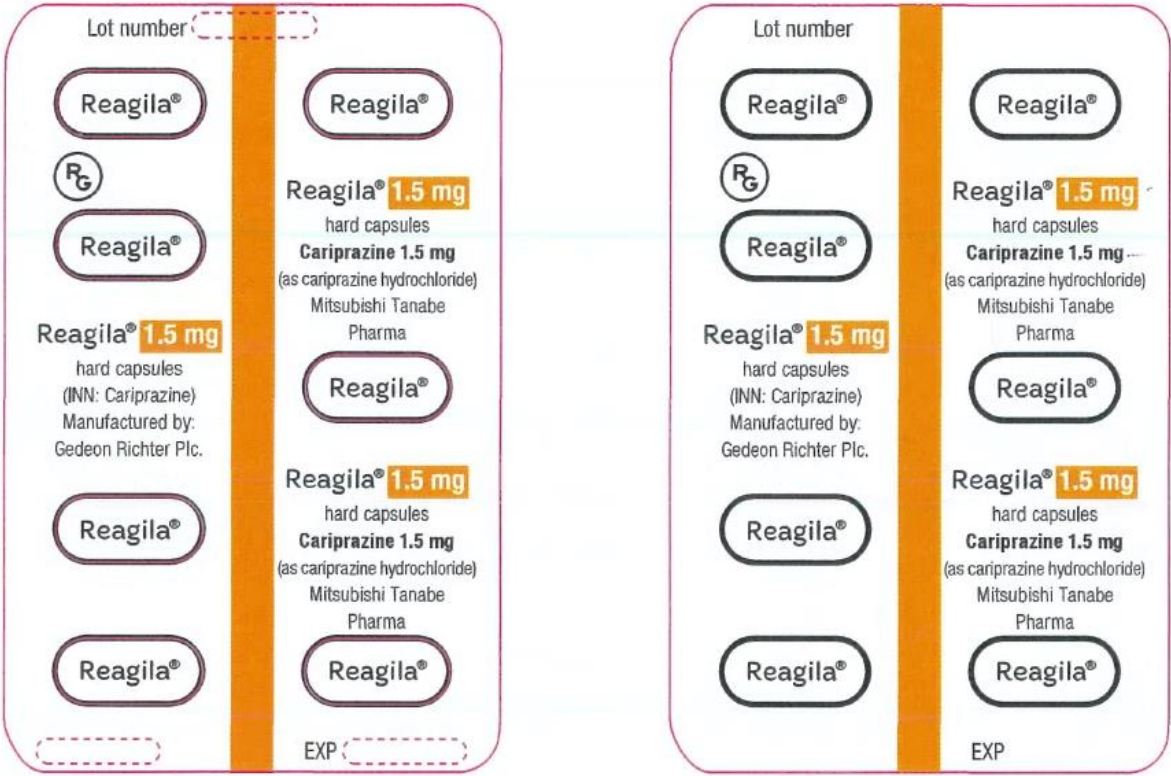 Lot number
Reagila®
RG
Reagila®
Reagila® 1.5 mg
hard capsules
(INN: Cariprazine)
Manufactured by:
Gedeon Richter Plc.
Reagila®
Reagila®
Reagila®
Reagila® 1.5 mg
hard capsules
Cariprazine 1.5 mg
(as cariprazine hydrochloride)
Mitsubishi Tanabe
Pharma
Reagila®
Reagila® 1.5 mg
hard capsules
Cariprazine 1.5 mg
(as cariprazine hydrochloride)
Mitsubishi Tanabe
Pharma
Reagila®
EXP
Lot number
Reagila®
RG
Reagila®
Reagila® 1.5 mg
hard capsules
(INN: Cariprazine)
Manufactured by:
Gedeon Richter Plc.
Reagila®
Reagila®
Reagila®
Reagila® 1.5 mg
hard capsules
Cariprazine 1.5 mg
(as cariprazine hydrochloride)
Mitsubishi Tanabe
Pharma
Reagila®
Reagila® 1.5 mg
hard capsules
Cariprazine 1.5 mg
(as cariprazine hydrochloride)
Mitsubishi Tanabe
Pharma
Reagila®
EXP